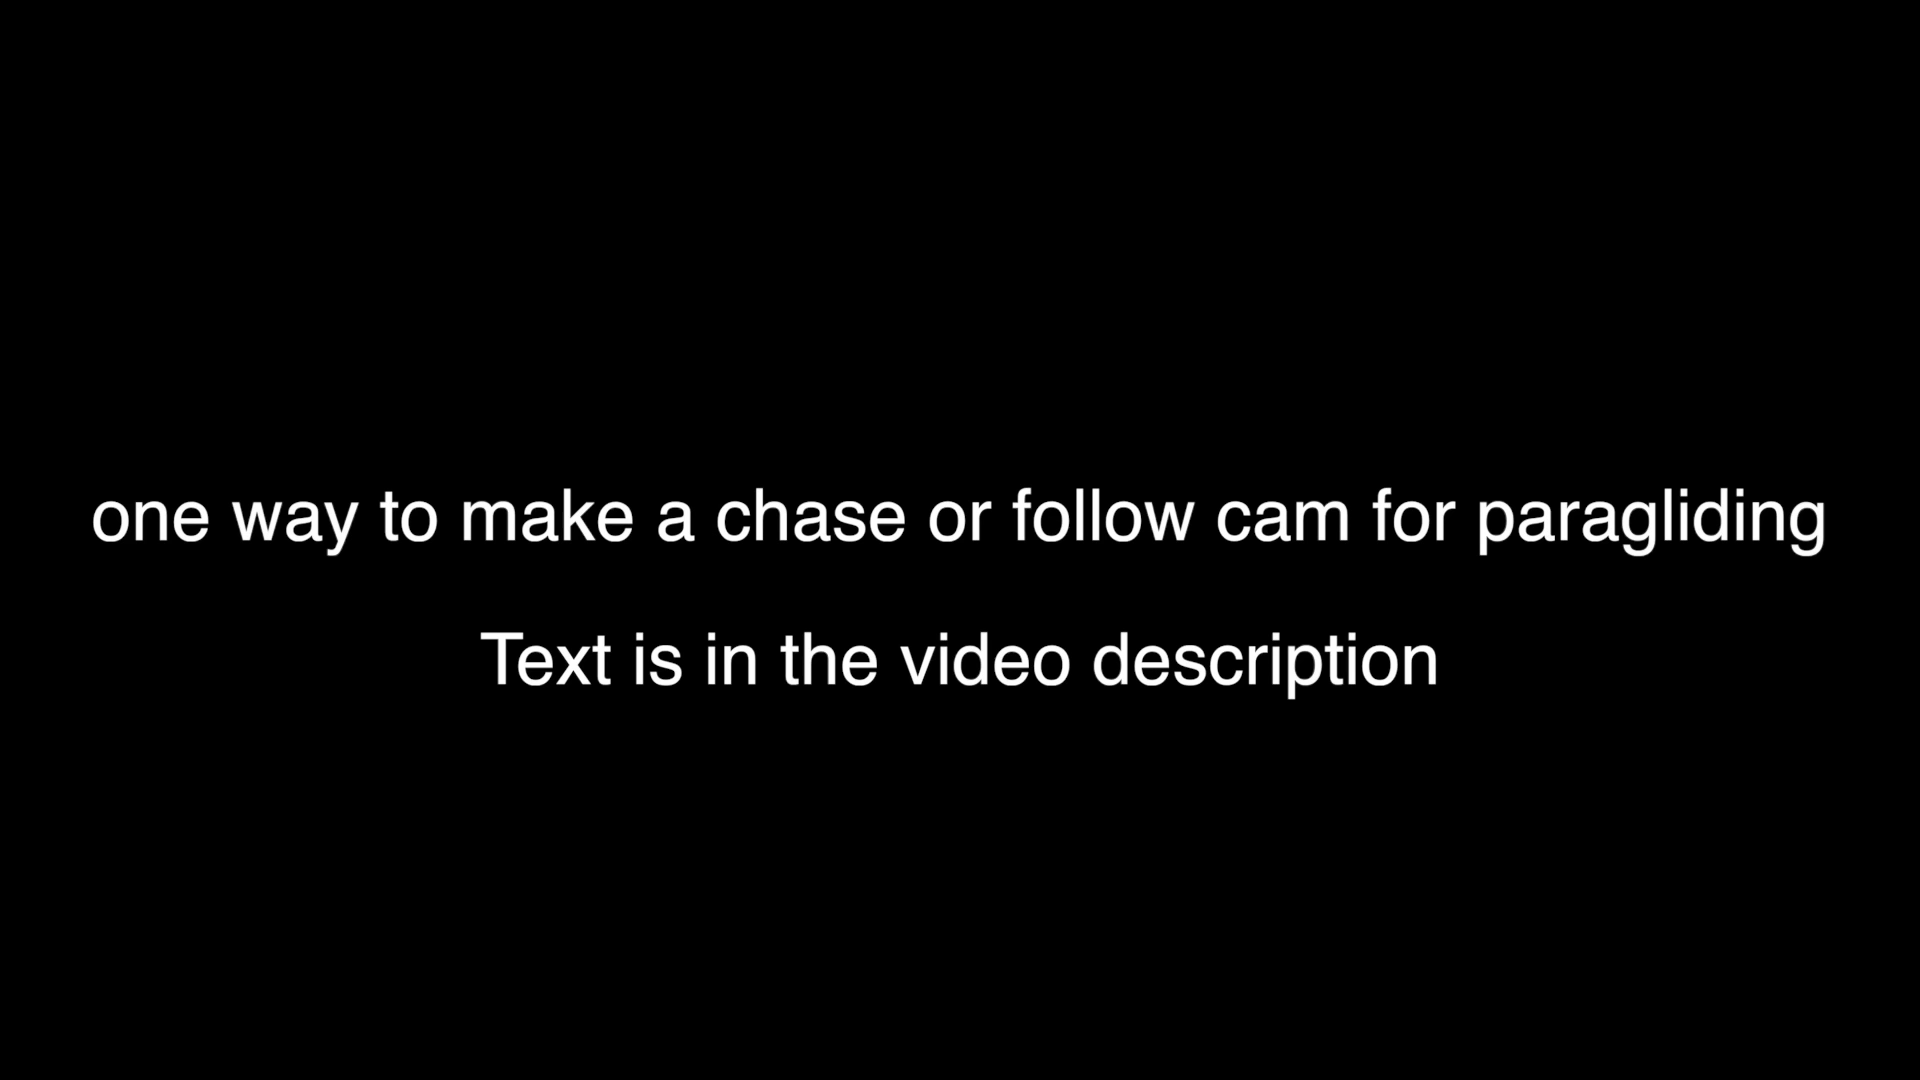 one way to make a chase or follow cam for paragliding
Text is in the video description